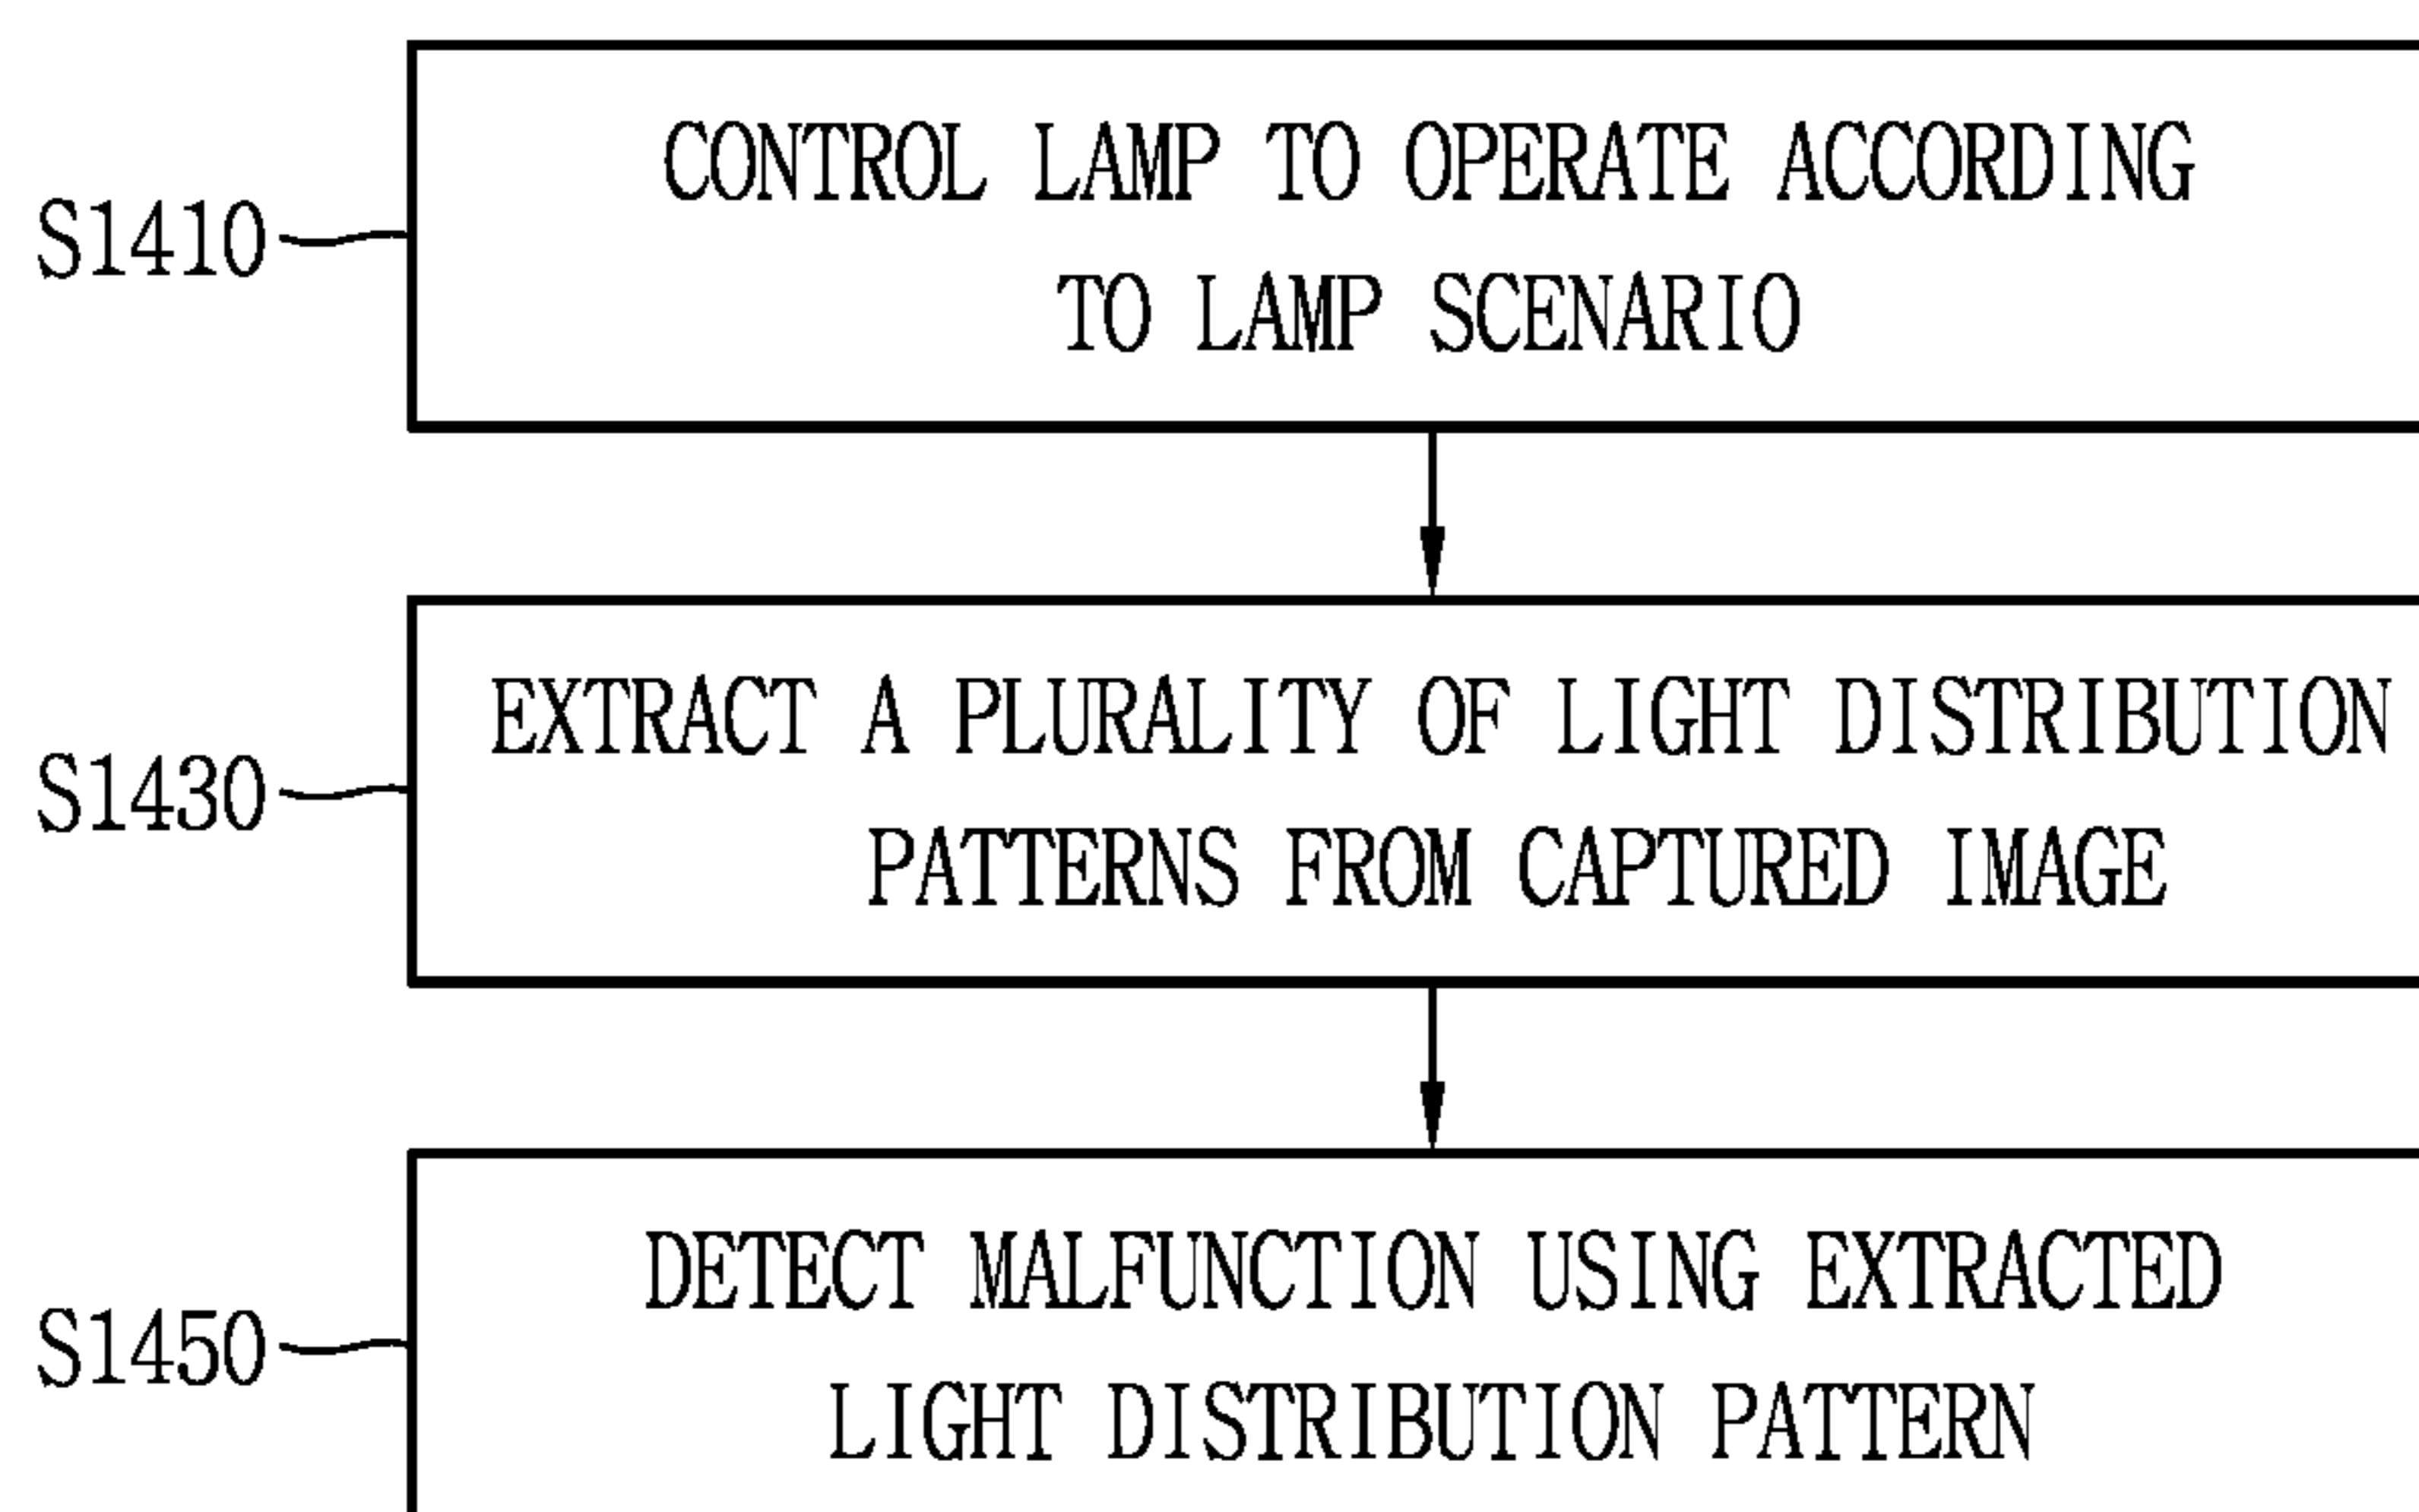 CONTROL LAMP TO OPERATE ACCORDING
TO LAMP SCENARIO
S1410
EXTRACT A PLURALITY OF LIGHT DISTRIBUTION
PATTERNS FROM CAPTURED IMAGE
S1430
DETECT MALFUNCTION USING EXTRACTED
LIGHT DISTRIBUTION PATTERN
S1450